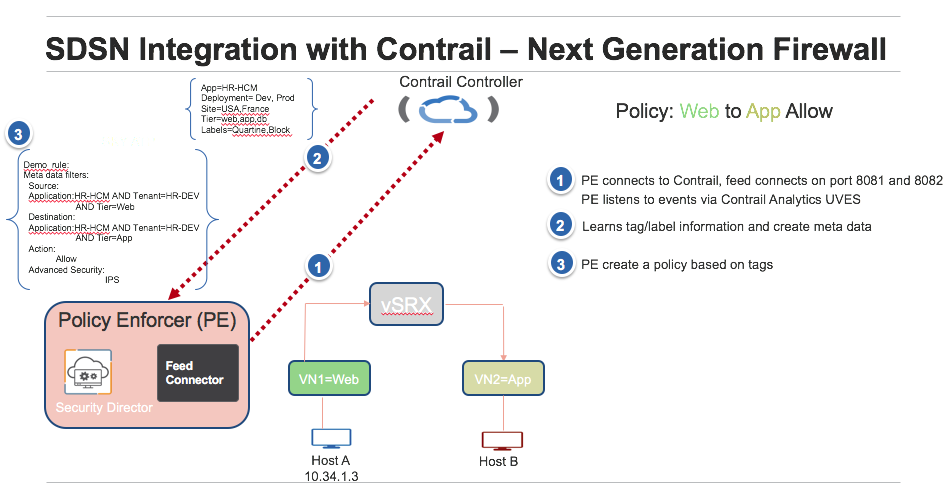 SDSN Integration with Contrail – Next Generation Firewall
App=HR-HCM
Deployment= Dev, Prod
Site=USA,France
Tier=web,app,db
Labels=Quartine,Block
Contrail Controller
Policy: Web to App Allow
3
Demo_rule:
Meta data filters:
Source:
Application:HR-HCM AND Tenant=HR-DEV
AND Tier=Web
Destination:
Application:HR-HCM AND Tenant=HR-DEV
AND Tier=App
Action:
Allow
Advanced Security:
IPS
2
1
1 PE connects to Contrail, feed connects on port 8081 and 8082
PE listens to events via Contrail Analytics UVES
2 Learns tag/label information and create meta data
3 PE create a policy based on tags
Policy Enforcer (PE)
Feed
Connector
Security Director
vSRX
VN1=Web
VN2=App
Host A
10.34.1.3
Host B